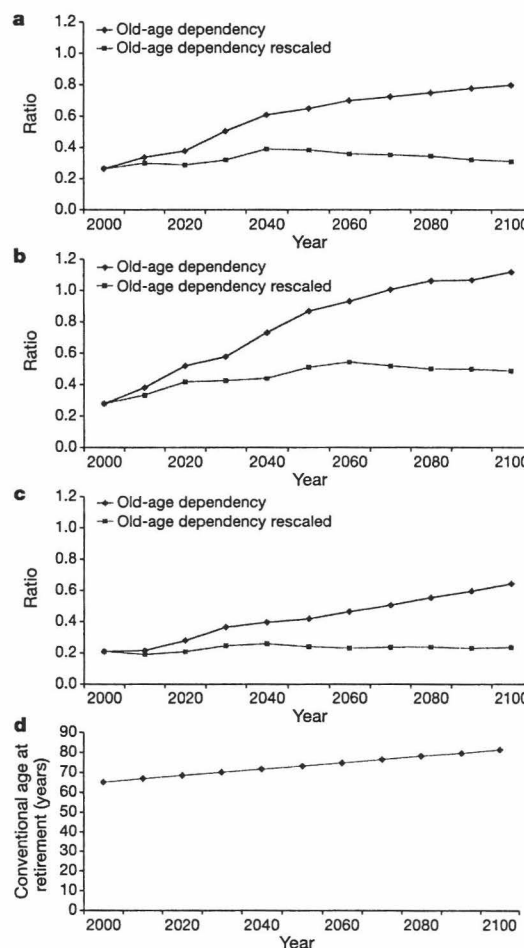 a
Old-age dependency
Old-age dependency rescaled
Ratio
1.2
1.0
0.8
0.6
0.4
0.2
0.0
2000 2020 2040 2060 2080 2100
Year
b
Old-age dependency
Old-age dependency rescaled
Ratio
1.2
1.0
0.8
0.6
0.4
0.2
0.0
2000 2020 2040 2060 2080 2100
Year
c
Old-age dependency
Old-age dependency rescaled
Ratio
1.2
1.0
0.8
0.6
0.4
0.2
0.0
2000 2020 2040 2060 2080 2100
Year
d
Conventional age at
retirement (years)
90
80
70
60
50
40
30
20
10
0
2000 2020 2040 2060 2080 2100
Year